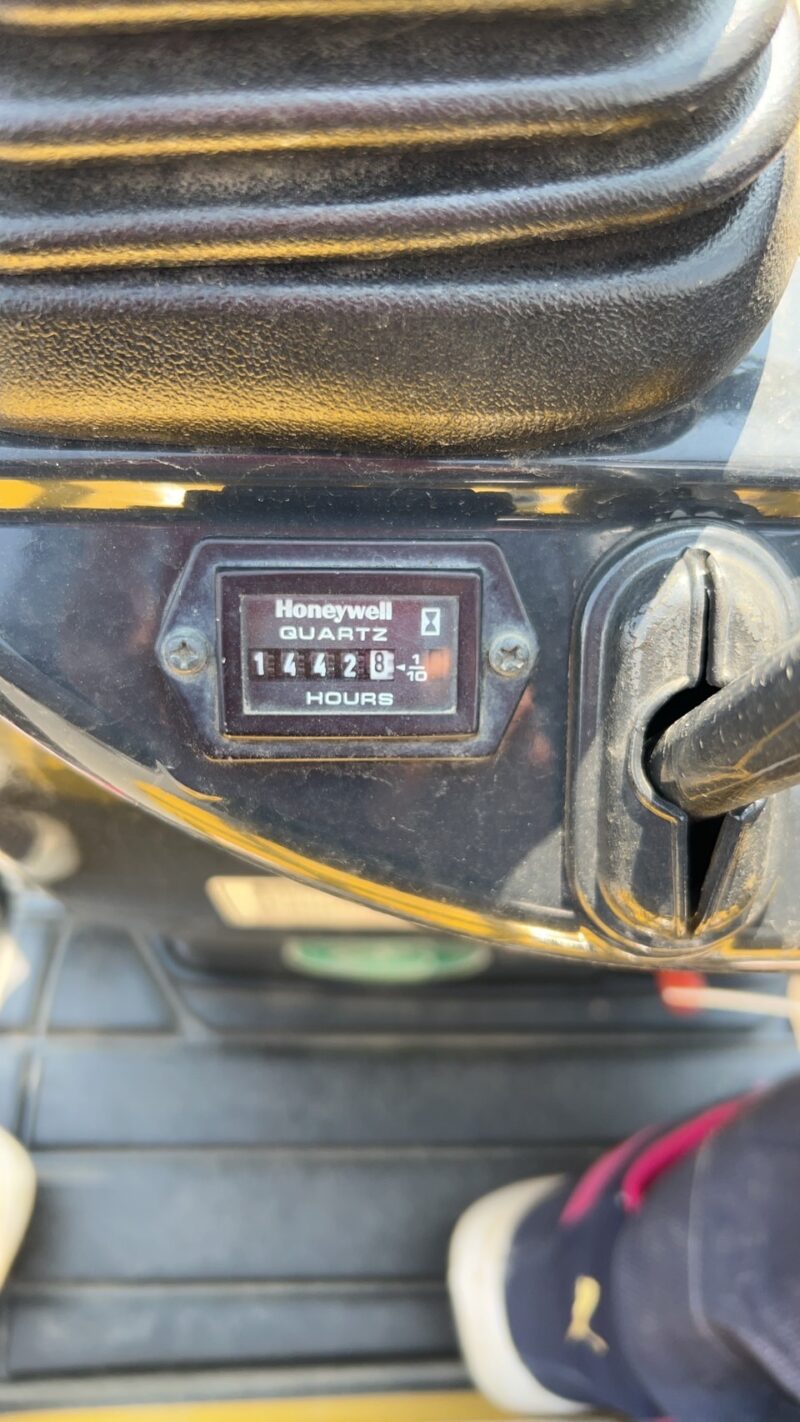 Honeywell
QUARTZ
14428 ◄ 1/10
HOURS